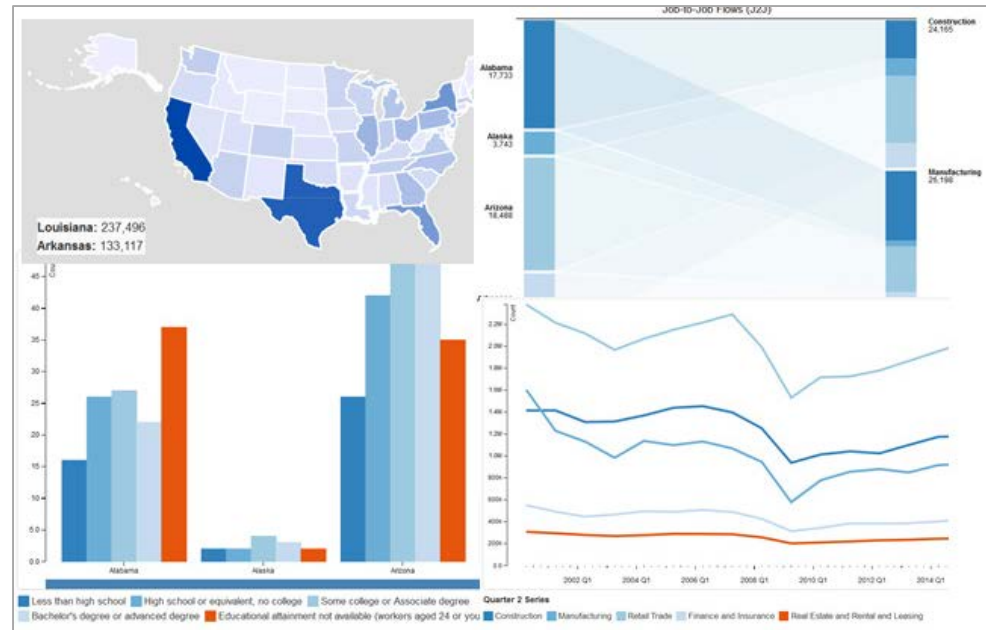 Job-to-Job Flows (J2J)
Construction
24,165
Alabama
17,733
Alaska
3,743
Manufacturing
26,198
Arizona
18,488
Louisiana: 237,496
Arkansas: 133,117
45
40
35
30
25
20
15
10
5.0
0.0
Alabama
Alaska
Arizona
Less than high school
High school or equivalent, no college
Some college or Associate degree
Bachelor's degree or advanced degree
Educational attainment not available (workers aged 24 or you
Count
2.2M
2.0M
1.8M
1.6M
1.4M
1.2M
1.0M
800k
600k
400k
200k
0.0
2002 Q1
2004 Q1
2006 Q1
2008 Q1
2010 Q1
2012 Q1
2014 Q1
Quarter 2 Series
Construction
Manufacturing
Retail Trade
Finance and Insurance
Real Estate and Rental and Leasing